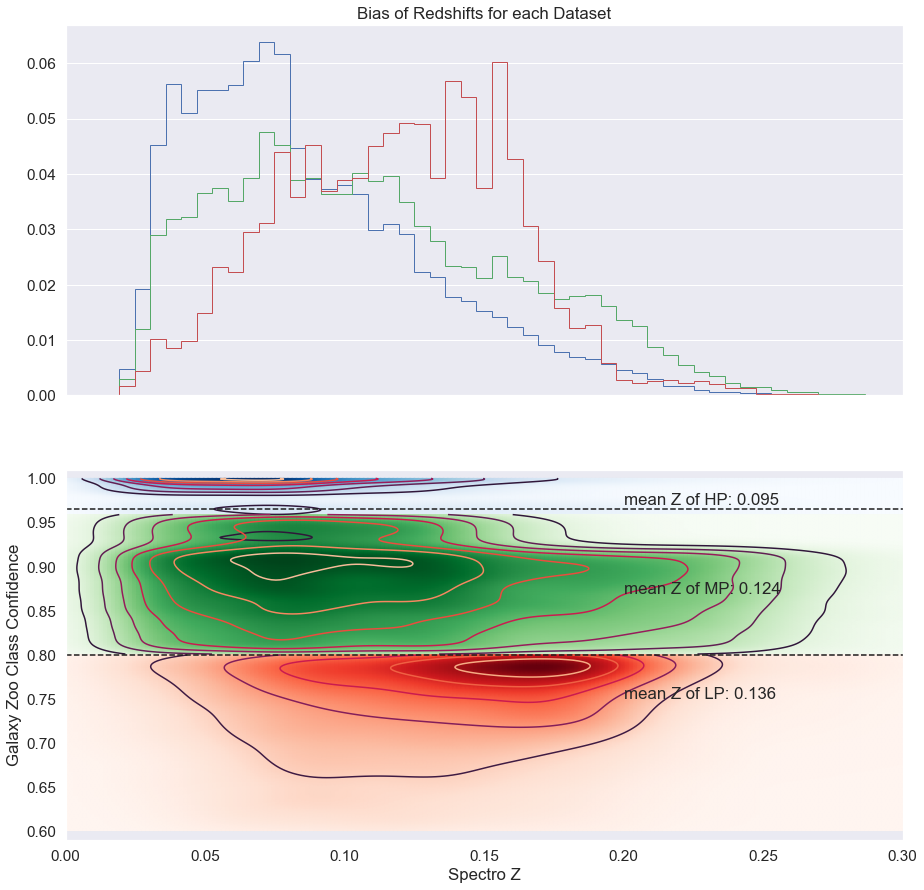 Bias of Redshifts for each Dataset
0.06
0.05
0.04
0.03
0.02
0.01
0.00
1.00
0.95
0.90
0.85
0.80
0.75
0.70
0.65
0.60
Galaxy Zoo Class Confidence
mean Z of HP: 0.095
mean Z of MP: 0.124
mean Z of LP: 0.136
0.00 0.05 0.10 0.15 0.20 0.25 0.30
Spectro Z